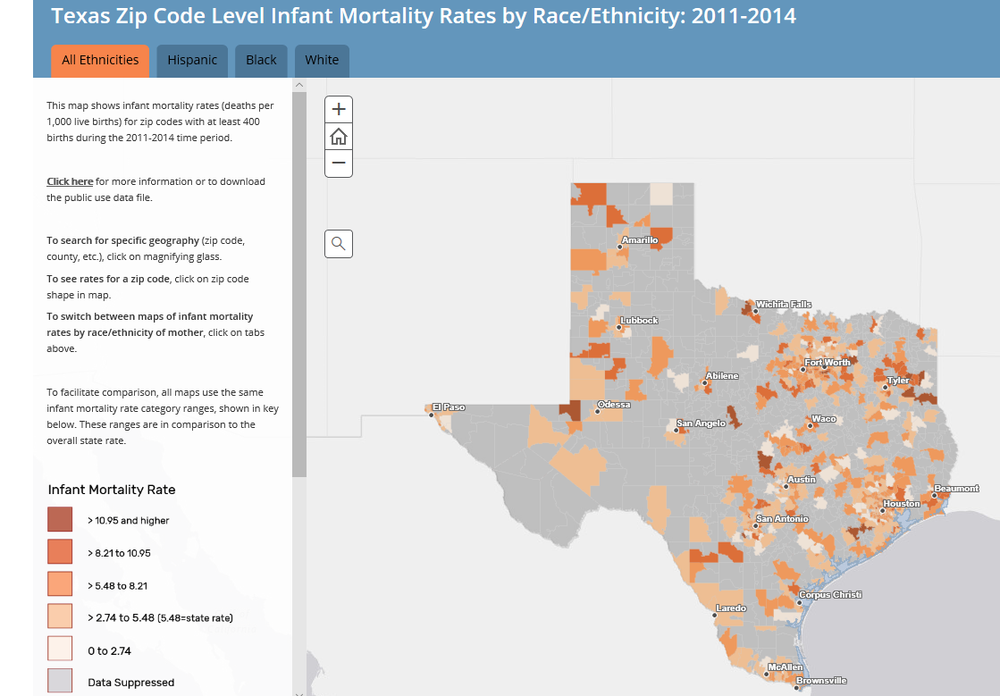 Texas Zip Code Level Infant Mortality Rates by Race/Ethnicity: 2011-2014
All Ethnicities
Hispanic
Black
White
This map shows infant mortality rates (deaths per
1,000 live births) for zip codes with at least 400
births during the 2011-2014 time period.
Click here for more information or to download
the public use data file.
To search for specific geography (zip code,
county, etc.), click on magnifying glass.
To see rates for a zip code, click on zip code
shape in map.
To switch between maps of infant mortality
rates by race/ethnicity of mother, click on tabs
above.
To facilitate comparison, all maps use the same
infant mortality rate category ranges, shown in key
below. These ranges are in comparison to the
overall state rate.
Infant Mortality Rate
> 10.95 and higher
> 8.21 to 10.95
> 5.48 to 8.21
> 2.74 to 5.48 (5.48=state rate)
0 to 2.74
Data Suppressed
+
−
Amarillo
Wichita Falls
Lubbock
Fort Worth
Abilene
Tyler
El Paso
Odessa
San Angelo
Waco
Austin
Beaumont
Houston
San Antonio
Corpus Christi
Laredo
McAllen
Brownsville